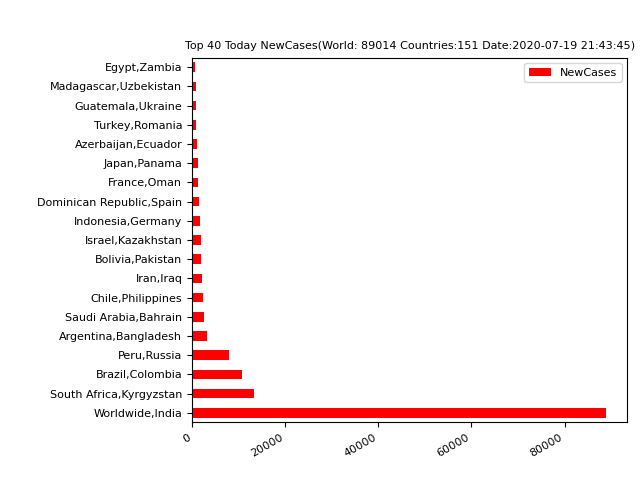 Top 40 Today NewCases(World: 89014 Countries:151 Date:2020-07-19 21:43:45)
NewCases
Egypt,Zambia
Madagascar,Uzbekistan
Guatemala,Ukraine
Turkey,Romania
Azerbaijan,Ecuador
Japan,Panama
France,Oman
Dominican Republic,Spain
Indonesia,Germany
Israel,Kazakhstan
Bolivia,Pakistan
Iran,Iraq
Chile,Philippines
Saudi Arabia,Bahrain
Argentina,Bangladesh
Peru,Russia
Brazil,Colombia
South Africa,Kyrgyzstan
Worldwide,India
0 20000 40000 60000 80000